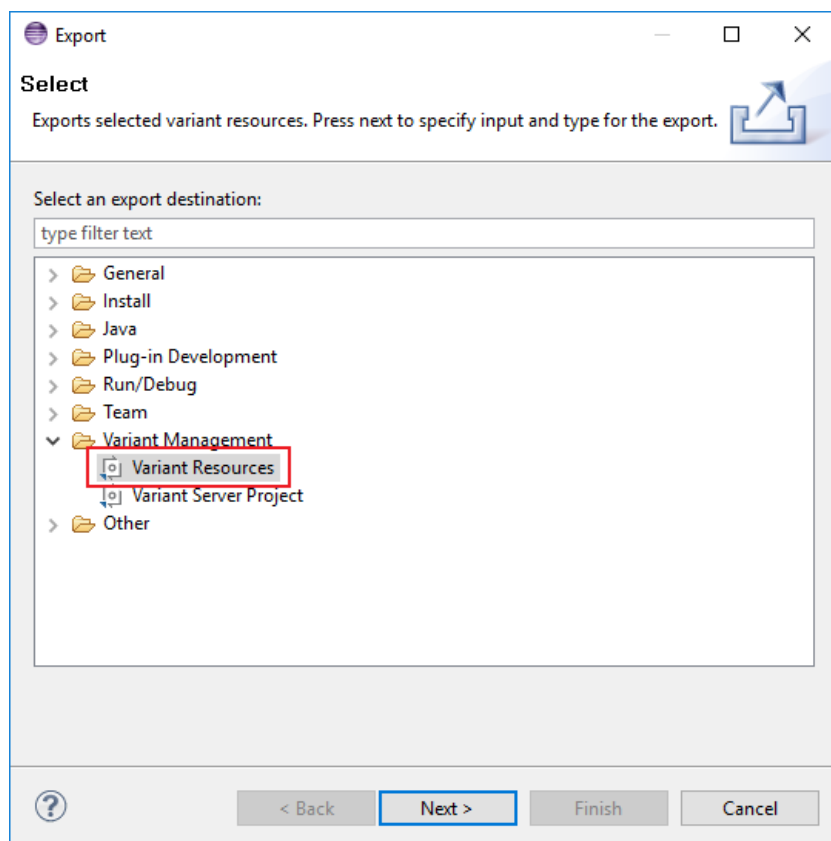 Export
Select
Exports selected variant resources. Press next to specify input and type for the export.
Select an export destination:
type filter text
General
Install
Java
Plug-in Development
Run/Debug
Team
Variant Management
Variant Resources
Variant Server Project
Other
? < Back Next > Finish Cancel